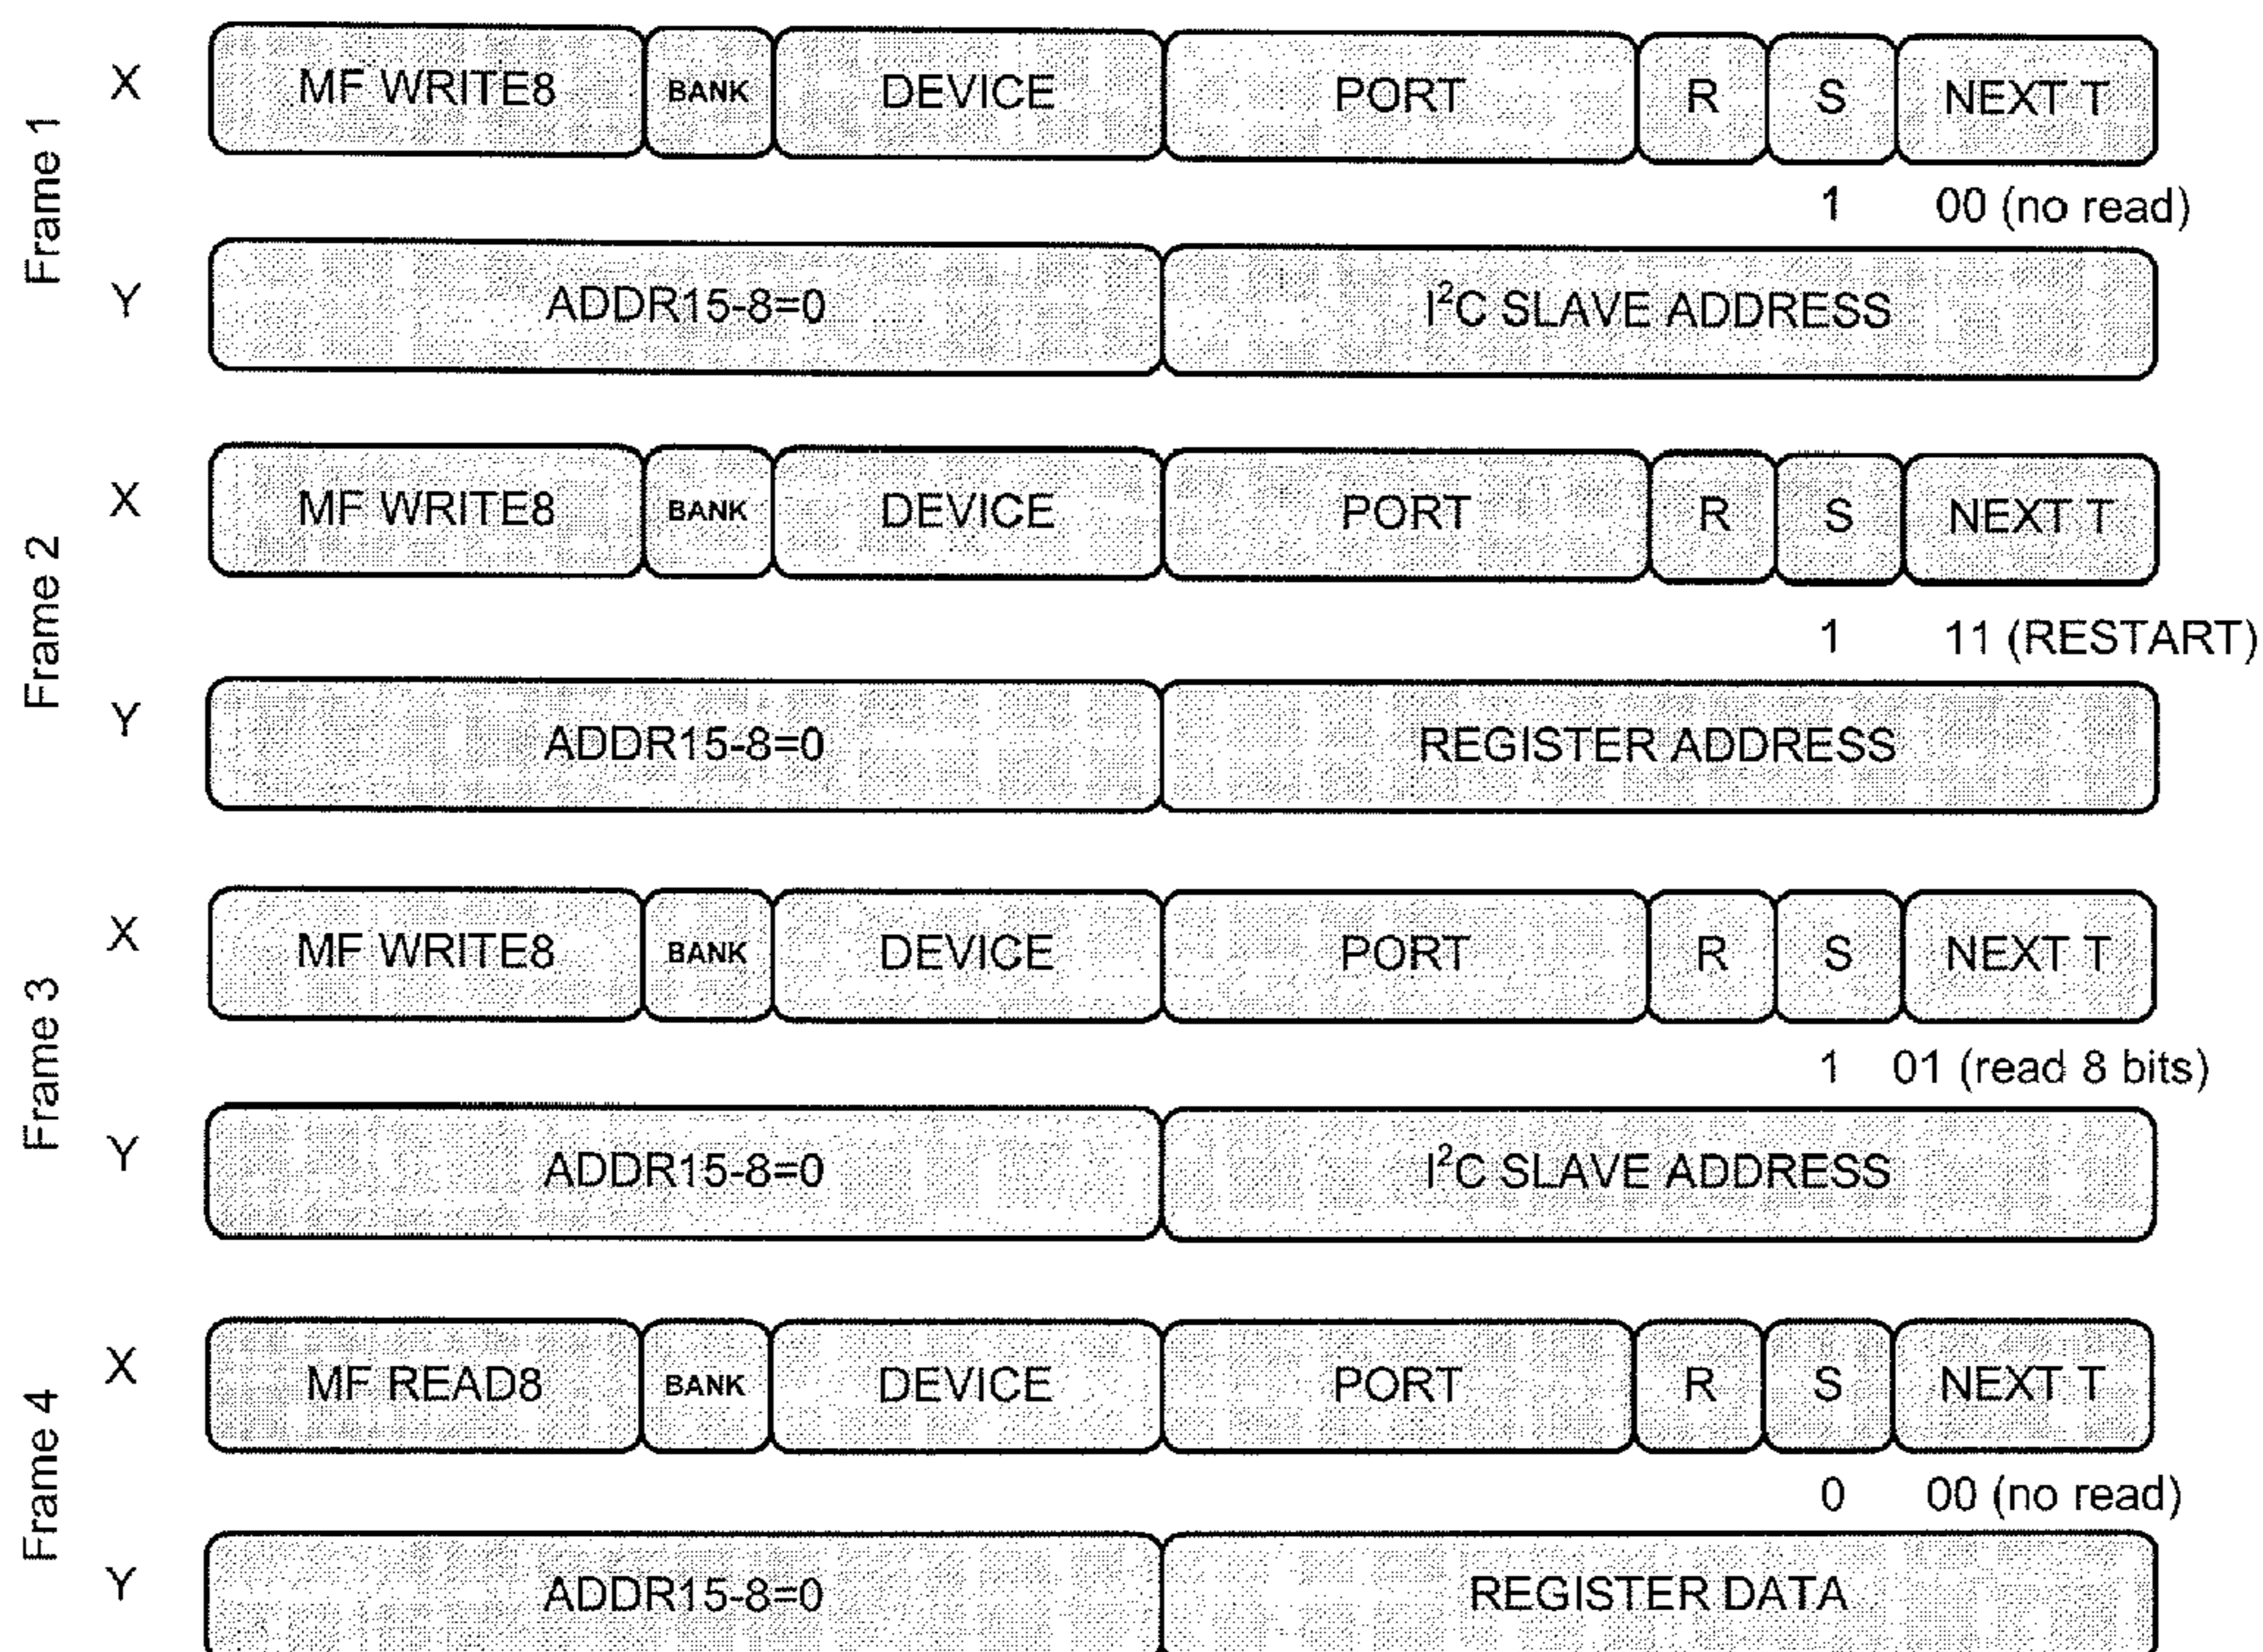 Frame 1
X MF WRITE8 BANK DEVICE PORT R S NEXT T
1 00 (no read)
Y ADDR15-8=0 I²C SLAVE ADDRESS
Frame 2
X MF WRITE8 BANK DEVICE PORT R S NEXT T
1 11 (RESTART)
Y ADDR15-8=0 REGISTER ADDRESS
Frame 3
X MF WRITE8 BANK DEVICE PORT R S NEXT T
1 01 (read 8 bits)
Y ADDR15-8=0 I²C SLAVE ADDRESS
Frame 4
X MF READ8 BANK DEVICE PORT R S NEXT T
0 00 (no read)
Y ADDR15-8=0 REGISTER DATA